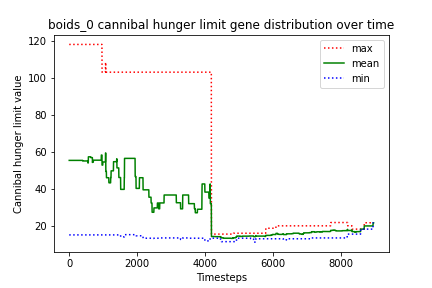 boids_0 cannibal hunger limit gene distribution over time
120
100
80
60
40
20
Cannibal hunger limit value
max
mean
min
0
2000
4000
6000
8000
Timesteps